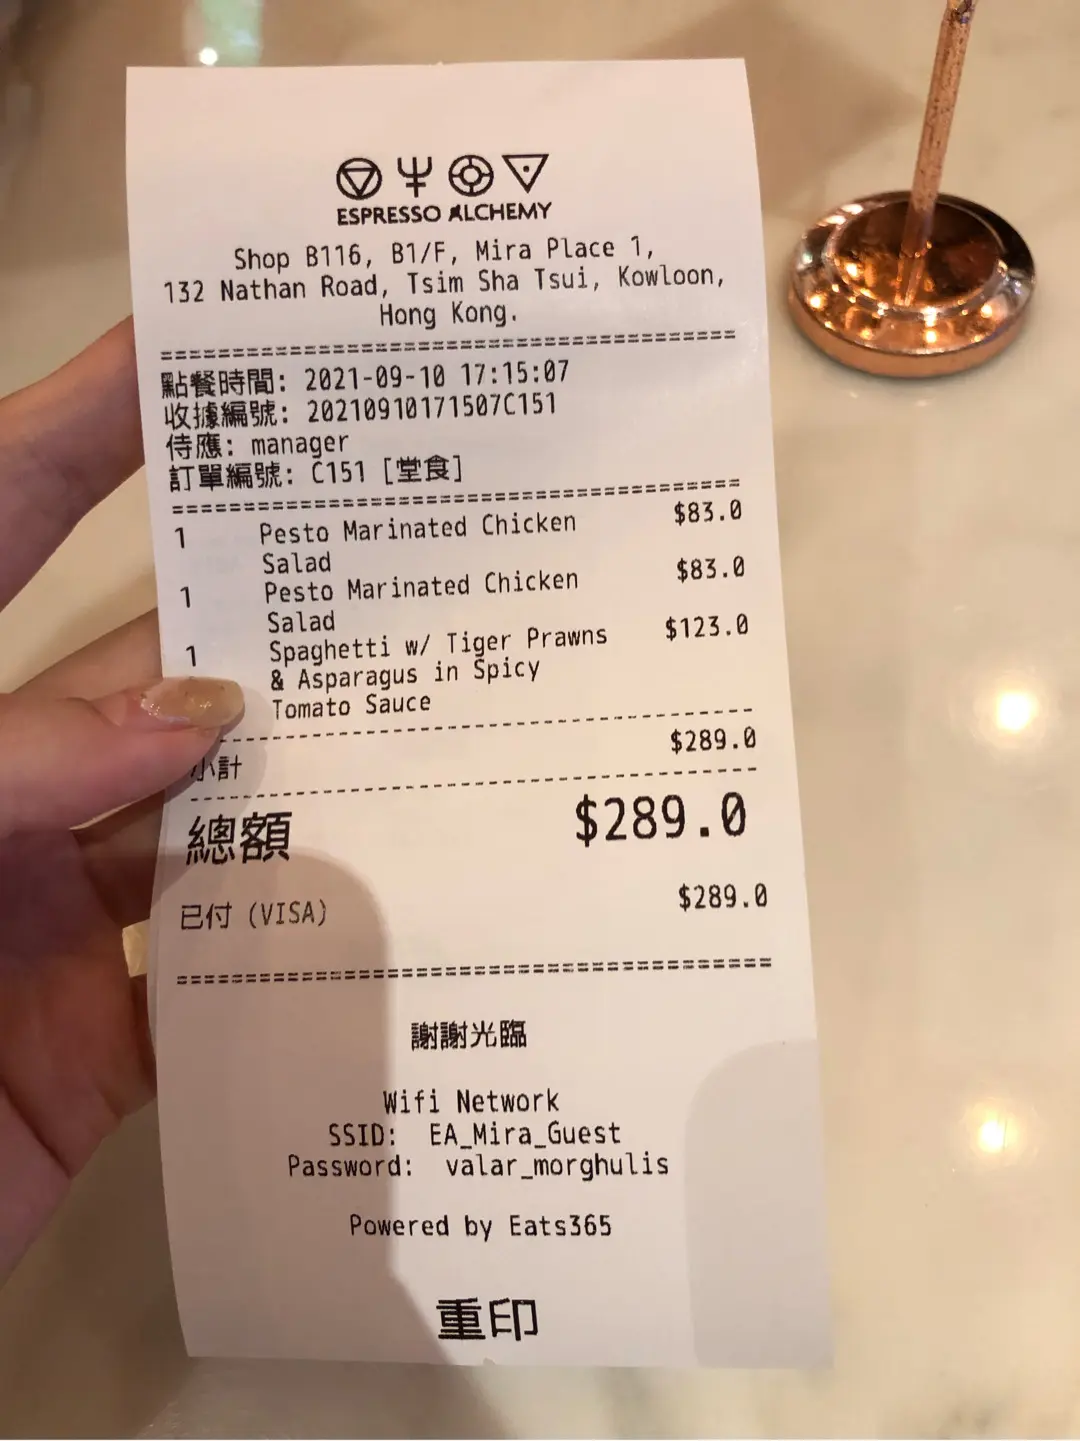 ESPRESSO ALCHEMY
Shop B116, B1/F, Mira Place 1,
132 Nathan Road, Tsim Sha Tsui, Kowloon,
Hong Kong.
========================================
點餐時間: 2021-09-10 17:15:07
收據編號: 20210910171507C151
侍應: manager
訂單編號: C151 [堂食]
========================================
1 Pesto Marinated Chicken $83.0
Salad
1 Pesto Marinated Chicken $83.0
Salad
1 Spaghetti w/ Tiger Prawns $123.0
& Asparagus in Spicy
Tomato Sauce
----------------------------------------
小計 $289.0
----------------------------------------
總額 $289.0
已付 (VISA) $289.0
========================================
謝謝光臨
Wifi Network
SSID: EA_Mira_Guest
Password: valar_morghulis
Powered by Eats365
重印